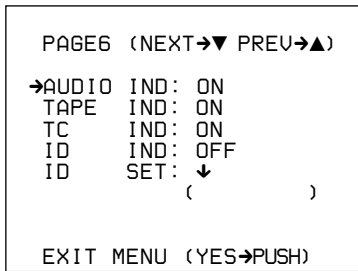 PAGE6 (NEXT➔▼ PREV➔▲)
➔AUDIO IND: ON
TAPE IND: ON
TC IND: ON
ID IND: OFF
ID SET: ↓
( )
EXIT MENU (YES➔PUSH)